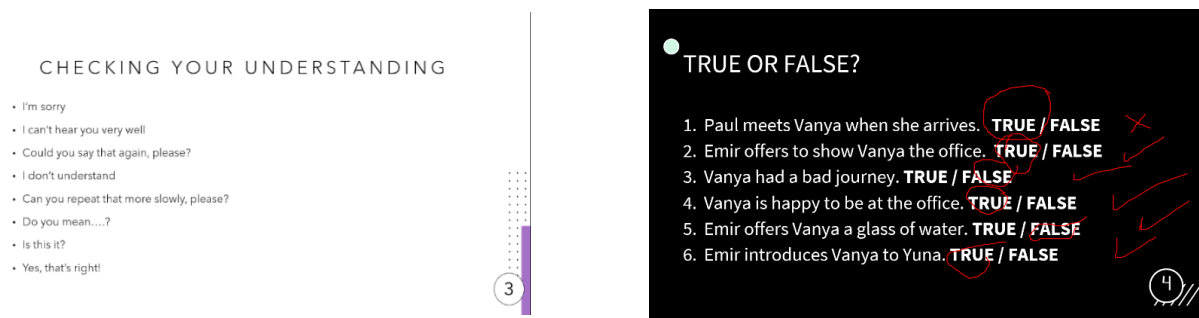 CHECKING YOUR UNDERSTANDING
• I'm sorry
• I can't hear you very well
• Could you say that again, please?
• I don't understand
• Can you repeat that more slowly, please?
• Do you mean....?
• Is this it?
• Yes, that's right!
3
TRUE OR FALSE?
1. Paul meets Vanya when she arrives. TRUE / FALSE
2. Emir offers to show Vanya the office. TRUE / FALSE
3. Vanya had a bad journey. TRUE / FALSE
4. Vanya is happy to be at the office. TRUE / FALSE
5. Emir offers Vanya a glass of water. TRUE / FALSE
6. Emir introduces Vanya to Yuna. TRUE / FALSE
4